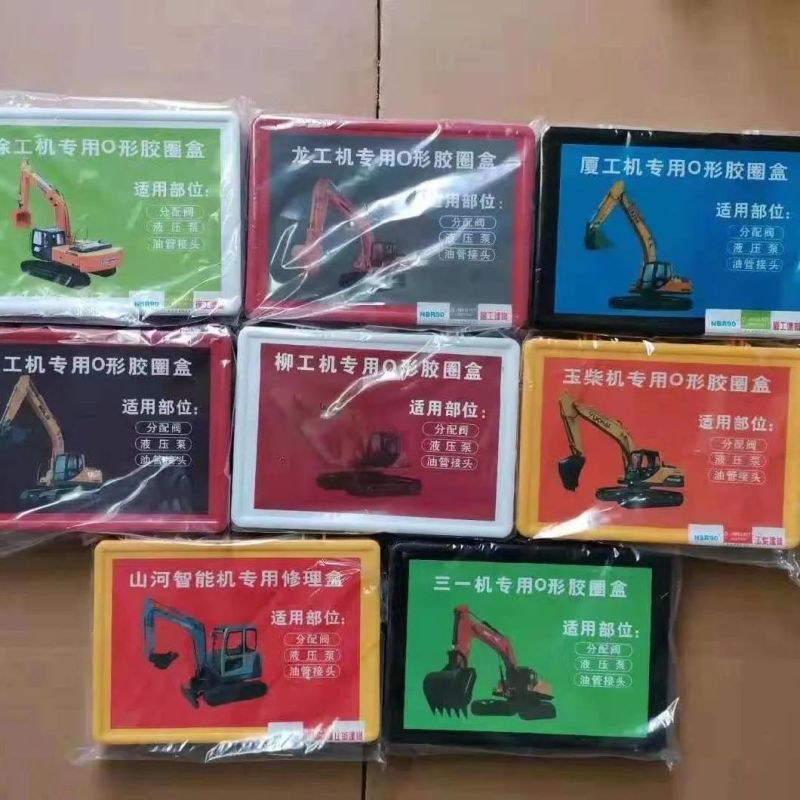 徐工机专用O形胶圈盒
适用部位:
分配阀
液压泵
油管接头
NBR90
龙工机专用O形胶圈盒
适用部位:
分配阀
液压泵
油管接头
NBR90
厦工机专用O形胶圈盒
适用部位:
分配阀
液压泵
油管接头
NBR90
工机专用O形胶圈盒
适用部位:
分配阀
液压泵
油管接头
柳工机专用O形胶圈盒
适用部位:
分配阀
液压泵
油管接头
玉柴机专用O形胶圈盒
适用部位:
分配阀
液压泵
油管接头
NBR90
山河智能机专用修理盒
适用部位:
分配阀
液压泵
油管接头
三一机专用O形胶圈盒
适用部位:
分配阀
液压泵
油管接头